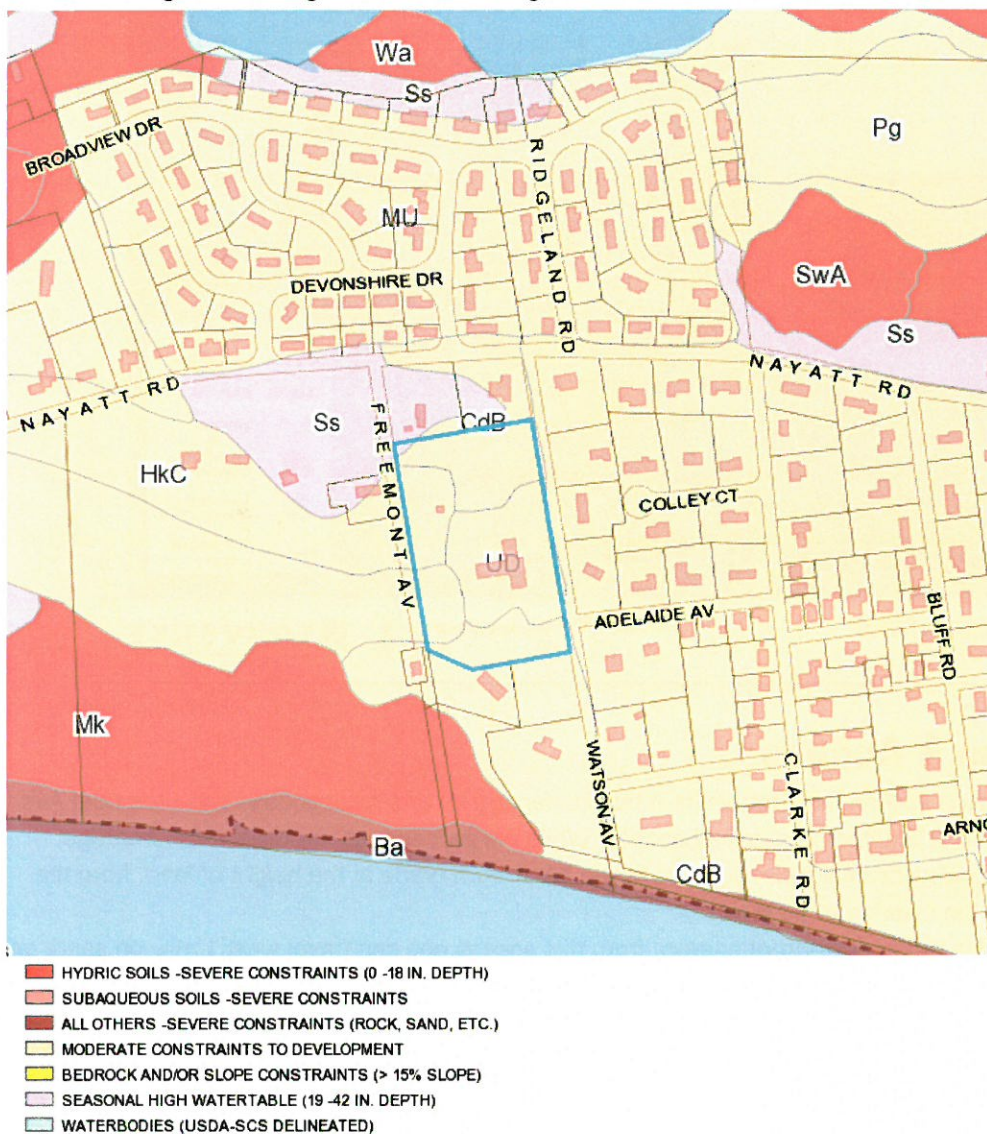 Wa
Ss
BROADVIEW DR
Pg
RIDGELAND RD
MU
DEVONSHIRE DR
SwA
Ss
NAYATT RD
NAYATT RD
Ss
CdB
FREEMONT AV
HkC
COLLEY CT
UD
ADELAIDE AV
BLUFF RD
Mk
WATSON AV
CLARKE RD
Ba
CdB
HYDRIC SOILS -SEVERE CONSTRAINTS (0 -18 IN. DEPTH)
SUBAQUEOUS SOILS -SEVERE CONSTRAINTS
ALL OTHERS -SEVERE CONSTRAINTS (ROCK, SAND, ETC.)
MODERATE CONSTRAINTS TO DEVELOPMENT
BEDROCK AND/OR SLOPE CONSTRAINTS (> 15% SLOPE)
SEASONAL HIGH WATERTABLE (19 -42 IN. DEPTH)
WATERBODIES (USDA-SCS DELINEATED)